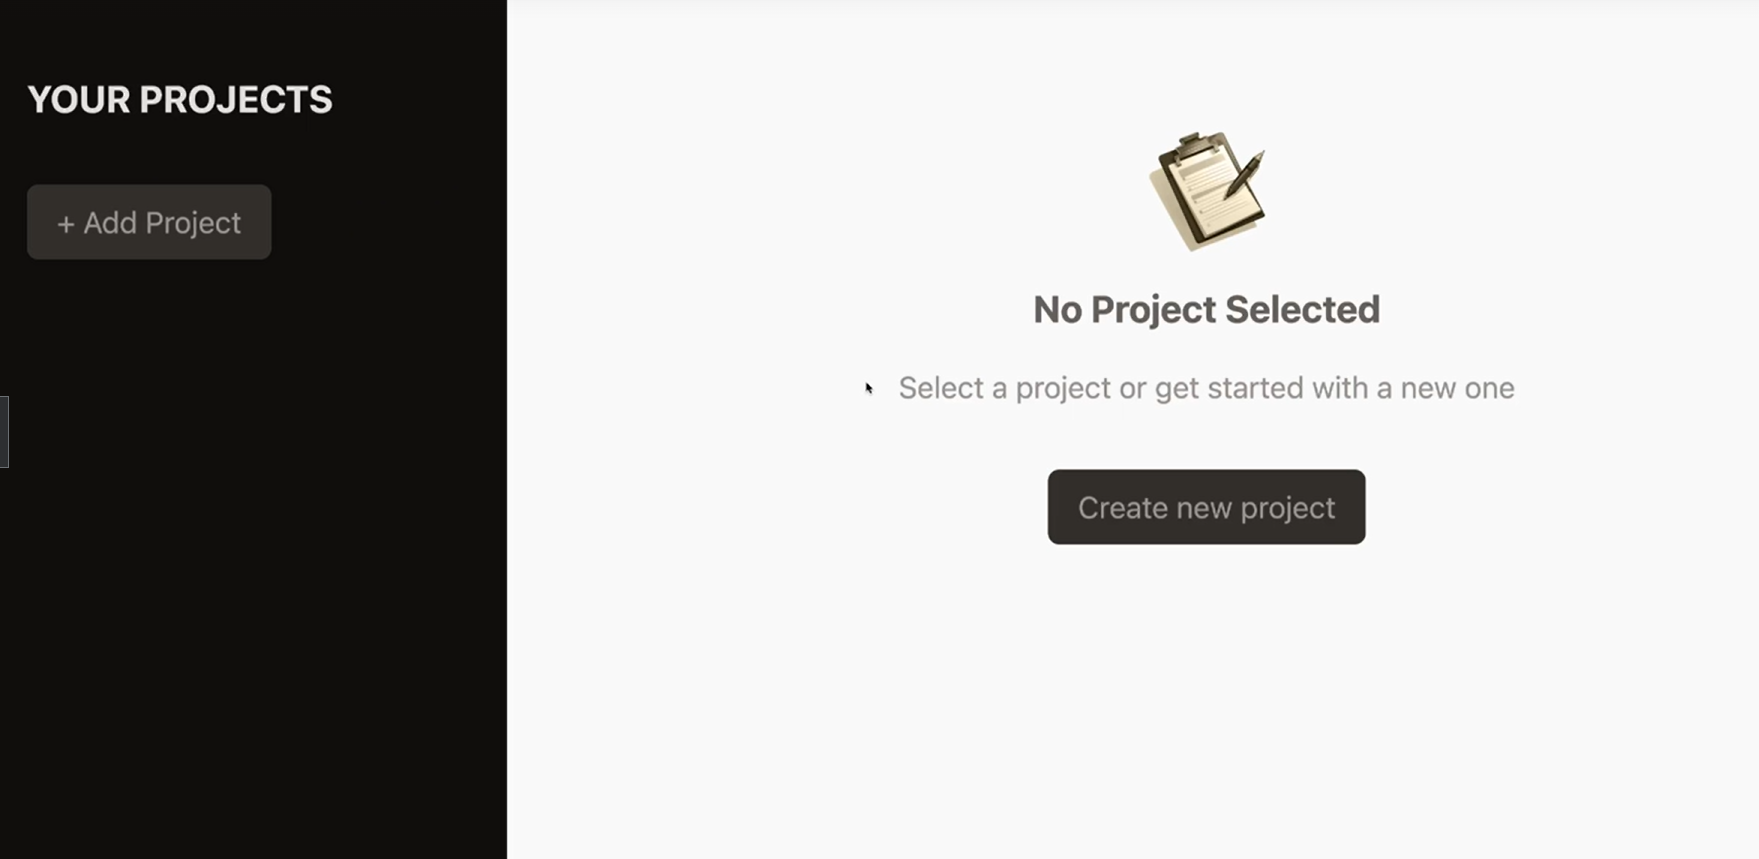 YOUR PROJECTS
+ Add Project
No Project Selected
Select a project or get started with a new one
Create new project